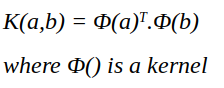 K(a,b) = Φ(a)ᵀ.Φ(b)
where Φ() is a kernel